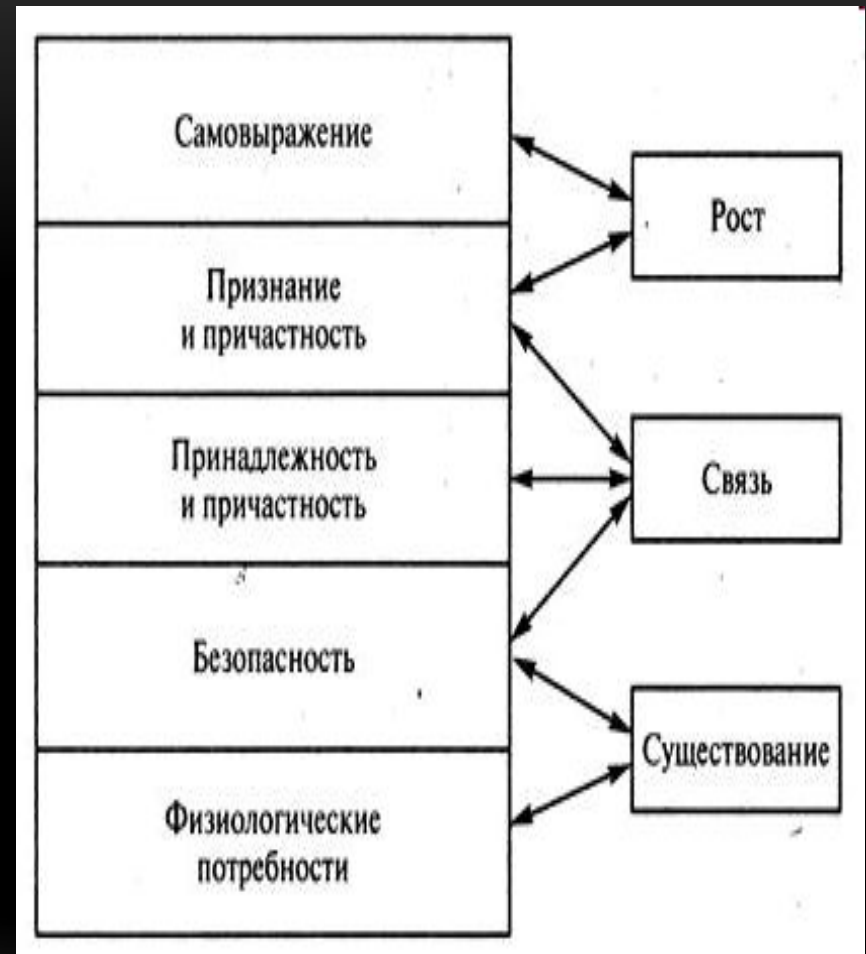 Самовыражение
Признание
и причастность
Принадлежность
и причастность
Безопасность
Физиологические
потребности
Рост
Связь
Существование